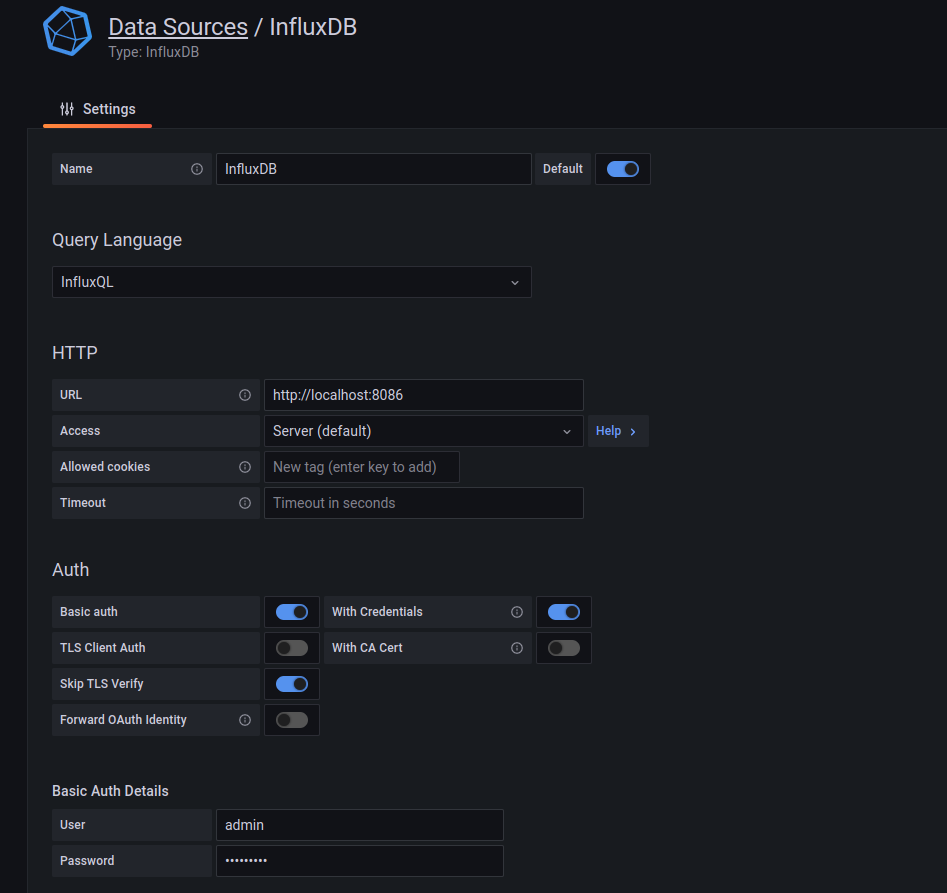 Data Sources / InfluxDB
Type: InfluxDB
Settings
Name InfluxDB Default
Query Language
InfluxQL
HTTP
URL http://localhost:8086
Access Server (default) Help
Allowed cookies New tag (enter key to add)
Timeout Timeout in seconds
Auth
Basic auth With Credentials
TLS Client Auth With CA Cert
Skip TLS Verify
Forward OAuth Identity
Basic Auth Details
User admin
Password •••••••••